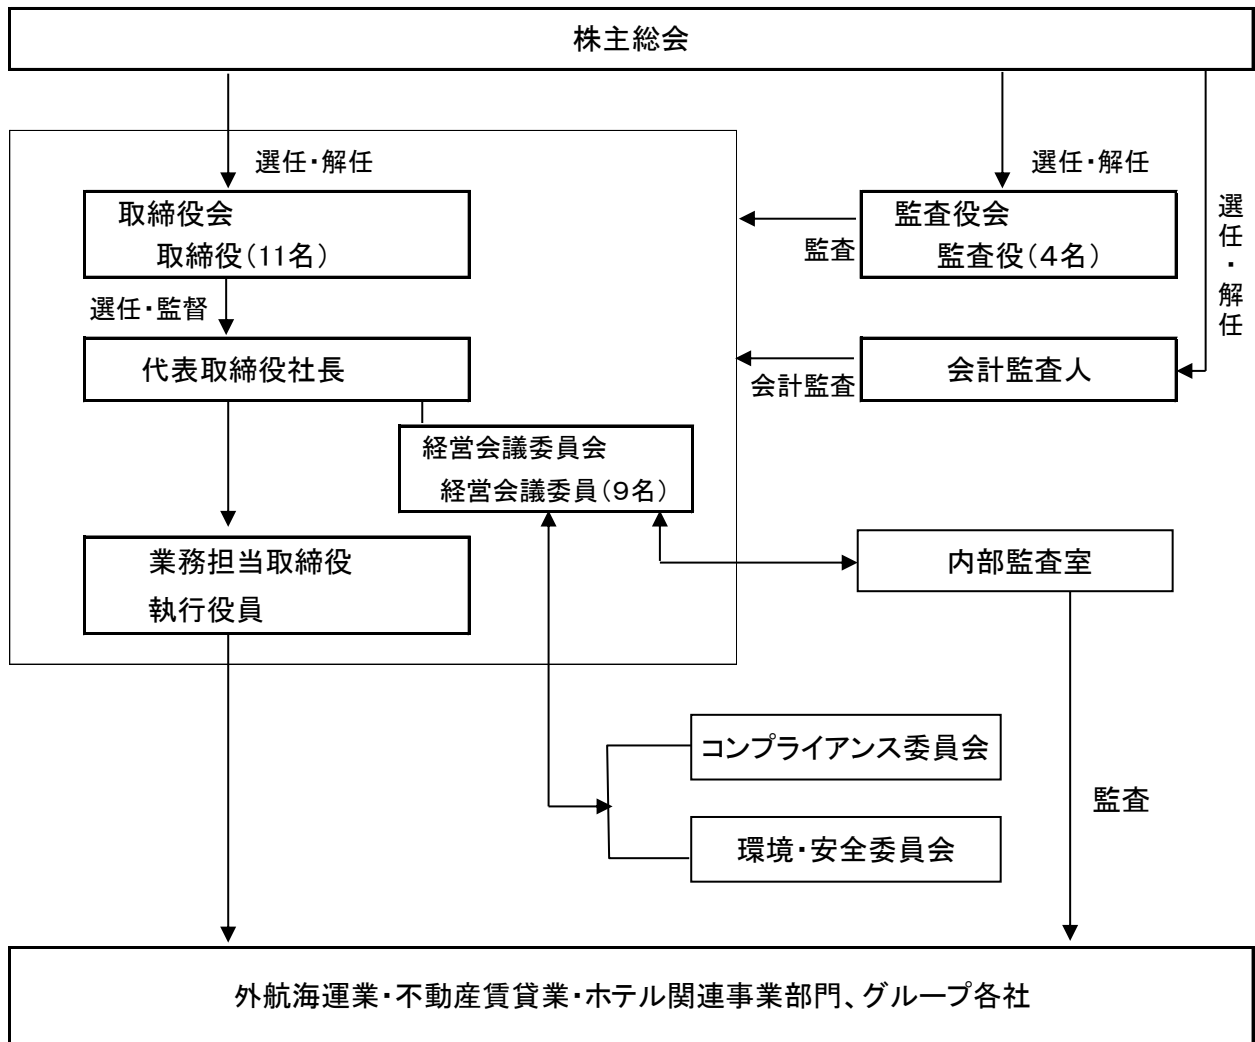 株主総会
選任・解任
選任・解任
選任・解任
取締役会
取締役(11名)
監査役会
監査役(4名)
監査
選任・監督
代表取締役社長
会計監査人
会計監査
経営会議委員会
経営会議委員(9名)
業務担当取締役
執行役員
内部監査室
コンプライアンス委員会
監査
環境・安全委員会
外航海運業・不動産賃貸業・ホテル関連事業部門、グループ各社